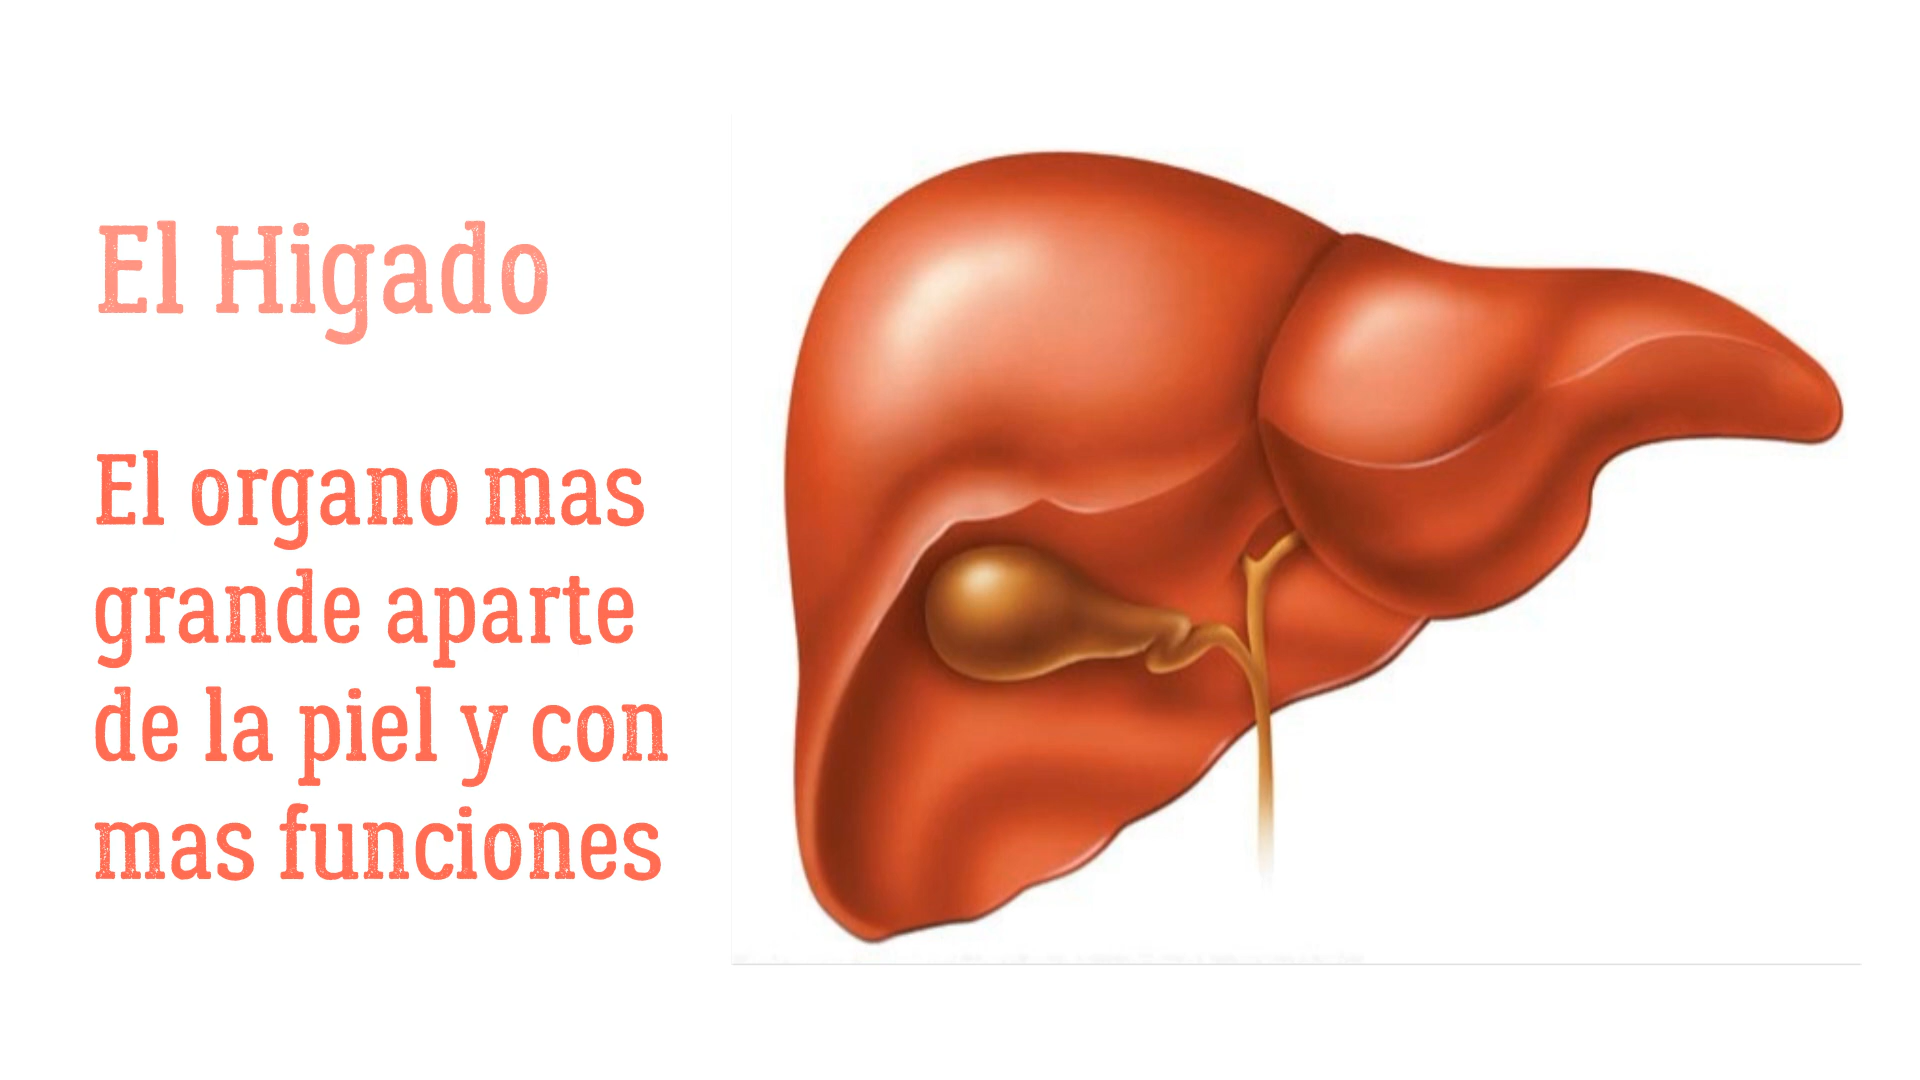 El Higado
El organo mas
grande aparte
de la piel y con
mas funciones